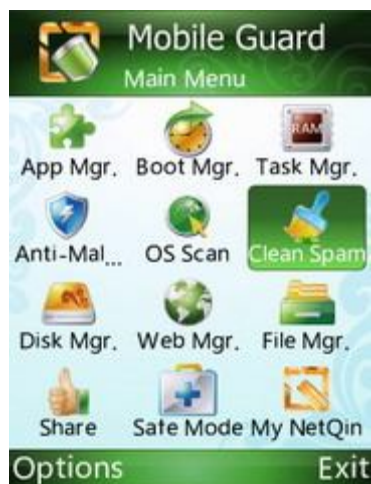 Mobile Guard
Main Menu
RAM
App Mgr. Boot Mgr. Task Mgr.
Anti-Mal... OS Scan Clean Spam
Disk Mgr. Web Mgr. File Mgr.
Share Safe Mode My NetQin
Options Exit